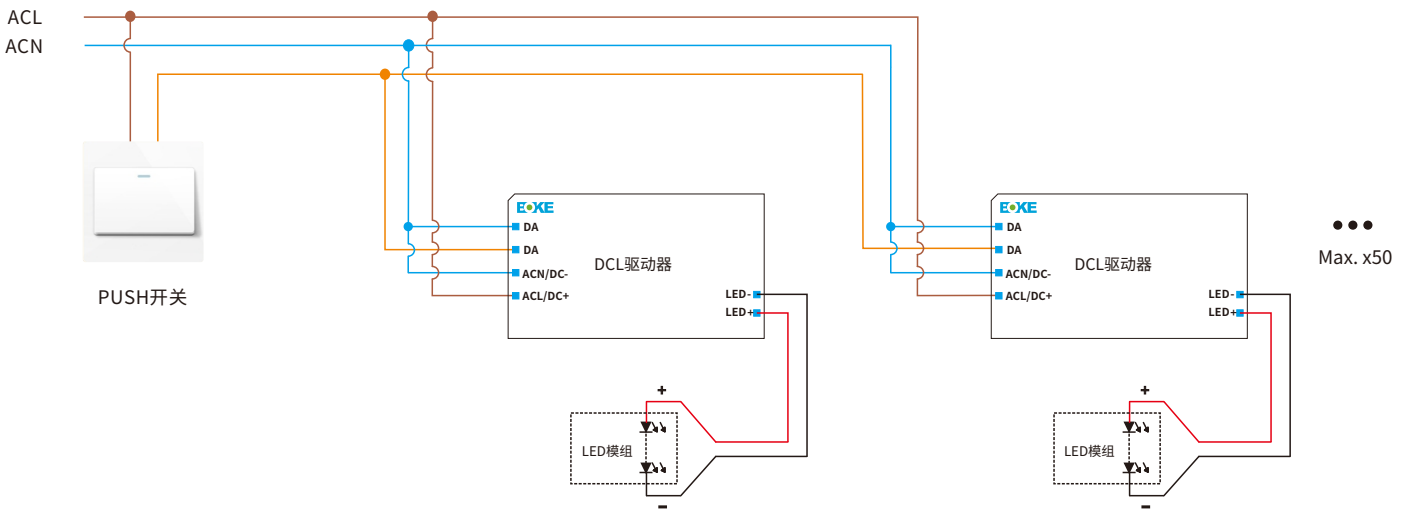 ACL
ACN
PUSH开关
EOKE
DA
DA
ACN/DC-
ACL/DC+
DCL驱动器
LED-
LED+
+
LED模组
-
EOKE
DA
DA
ACN/DC-
ACL/DC+
DCL驱动器
LED-
LED+
+
LED模组
-
●●●
Max. x50